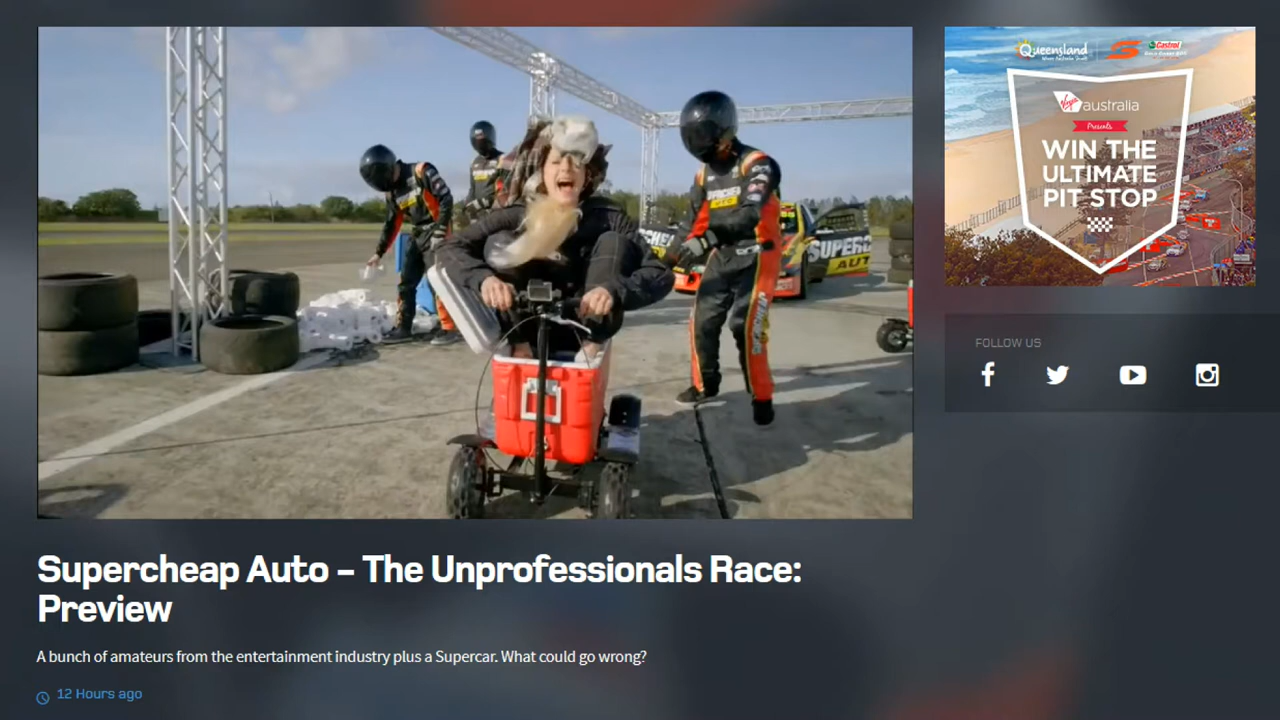 SUPERC
AUTO
Queensland
Castrol
Virgin australia
Presents
WIN THE
ULTIMATE
PIT STOP
FOLLOW US
Supercheap Auto – The Unprofessionals Race:
Preview
A bunch of amateurs from the entertainment industry plus a Supercar. What could go wrong?
12 Hours ago